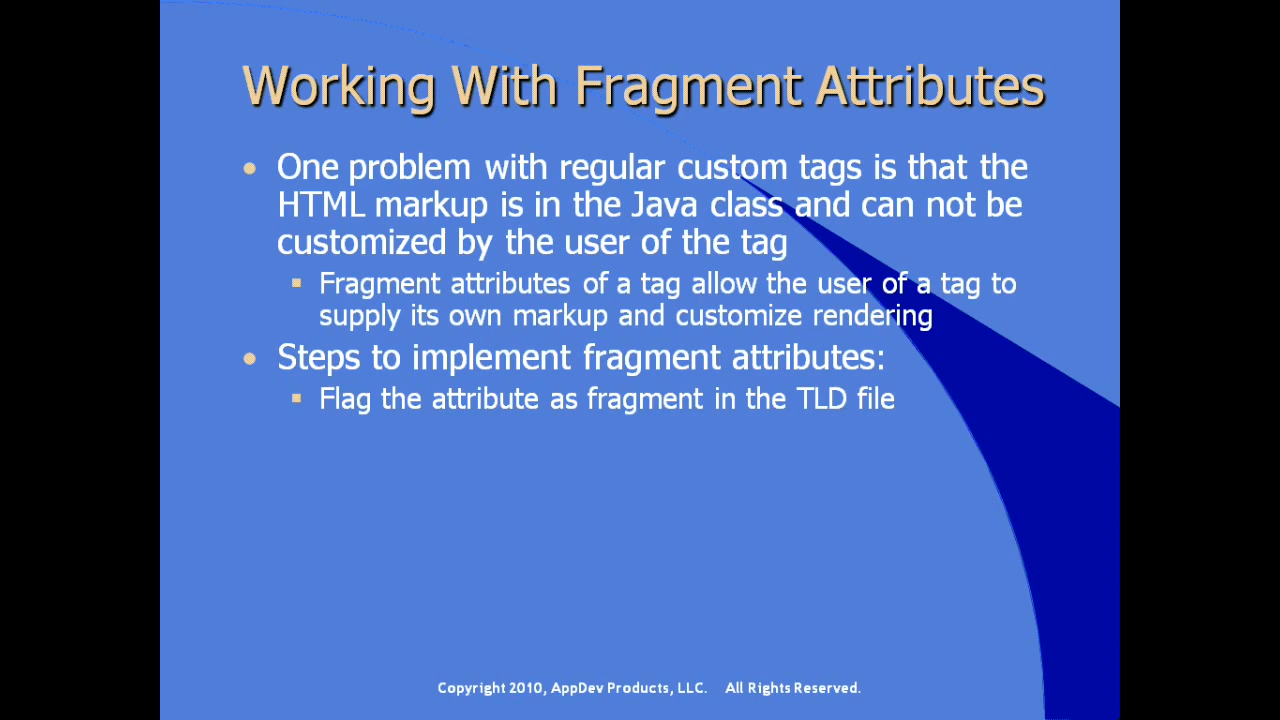 Working With Fragment Attributes
One problem with regular custom tags is that the
HTML markup is in the Java class and can not be
customized by the user of the tag
Fragment attributes of a tag allow the user of a tag to
supply its own markup and customize rendering
Steps to implement fragment attributes:
Flag the attribute as fragment in the TLD file
Copyright 2010, AppDev Products, LLC. All Rights Reserved.